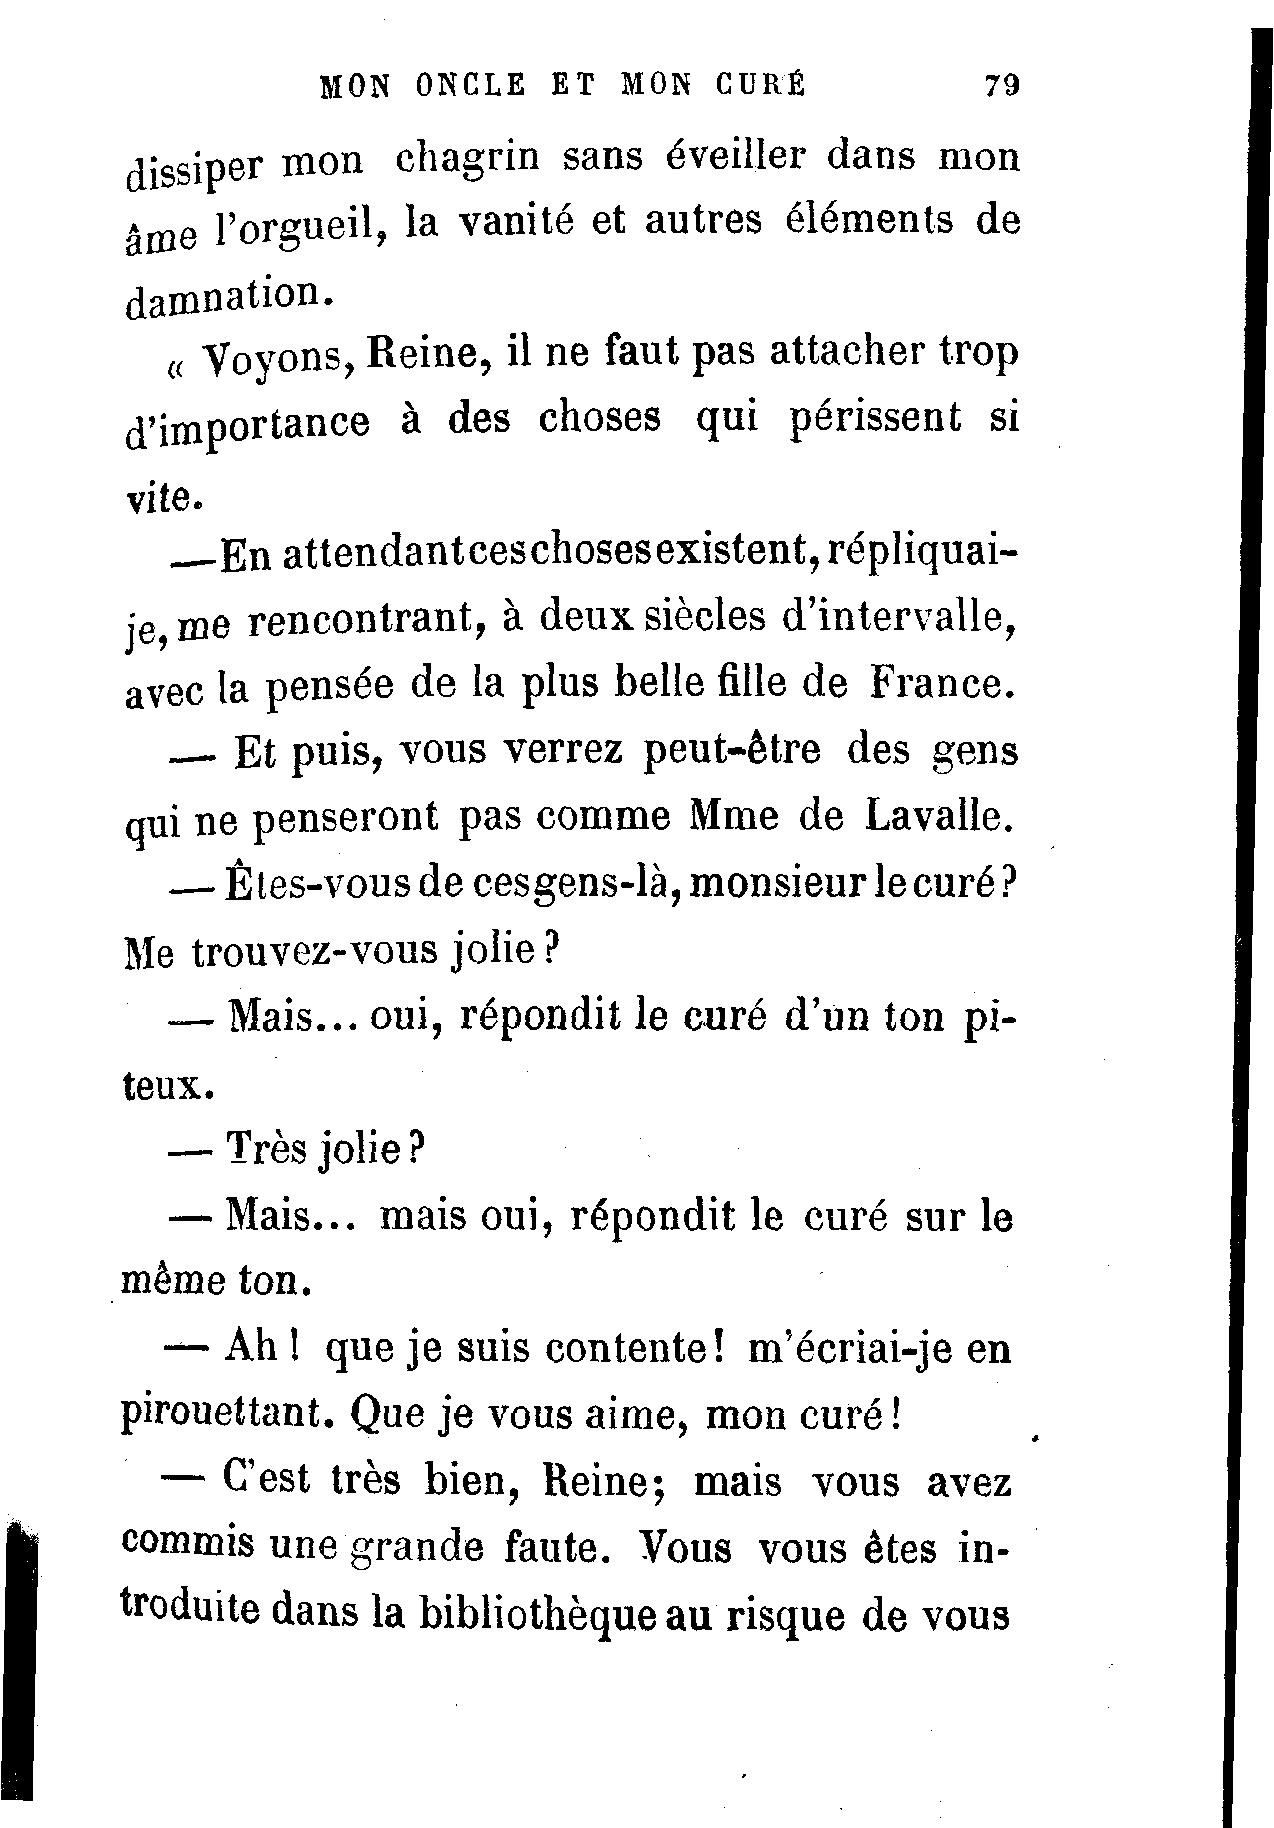 MON ONCLE ET MON CURÉ 79
dissiper mon chagrin sans éveiller dans mon
âme l'orgueil, la vanité et autres éléments de
damnation.
« Voyons, Reine, il ne faut pas attacher trop
d'importance à des choses qui périssent si
vite.
— En attendant ces choses existent, répliquai-
je, me rencontrant, à deux siècles d'intervalle,
avec la pensée de la plus belle fille de France.
— Et puis, vous verrez peut-être des gens
qui ne penseront pas comme Mme de Lavalle.
— Êtes-vous de ces gens-là, monsieur le curé ?
Me trouvez-vous jolie ?
— Mais... oui, répondit le curé d'un ton pi-
teux.
— Très jolie ?
— Mais... mais oui, répondit le curé sur le
même ton.
— Ah ! que je suis contente ! m'écriai-je en
pirouettant. Que je vous aime, mon curé !
— C'est très bien, Reine; mais vous avez
commis une grande faute. Vous vous êtes in-
troduite dans la bibliothèque au risque de vous